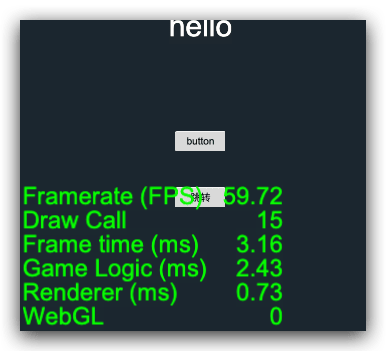 hello
button
跳转
Framerate (FPS) 59.72
Draw Call 15
Frame time (ms) 3.16
Game Logic (ms) 2.43
Renderer (ms) 0.73
WebGL 0